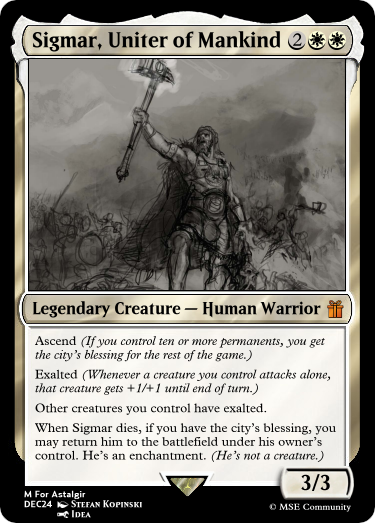 Sigmar, Uniter of Mankind 2
Legendary Creature — Human Warrior
Ascend (If you control ten or more permanents, you get
the city's blessing for the rest of the game.)
Exalted (Whenever a creature you control attacks alone,
that creature gets +1/+1 until end of turn.)
Other creatures you control have exalted.
When Sigmar dies, if you have the city's blessing, you
may return him to the battlefield under his owner's
control. He's an enchantment. (He's not a creature.)
3/3
M For Astalgir
DEC24 Stefan Kopinski
Idea
© MSE Community